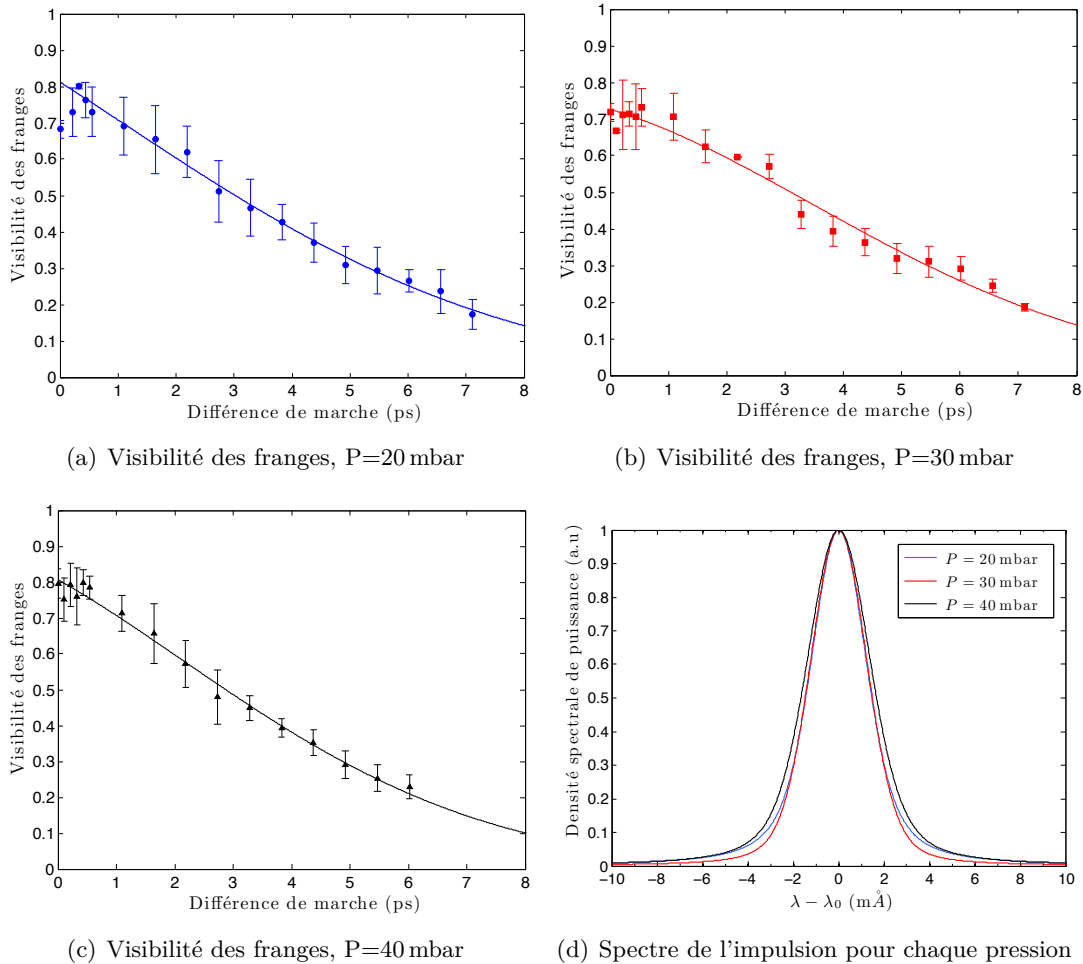 1
0.9
0.8
0.7
0.6
0.5
0.4
0.3
0.2
0.1
0
Visibilité des franges
0 1 2 3 4 5 6 7 8
Différence de marche (ps)
(a) Visibilité des franges, P=20 mbar
1
0.9
0.8
0.7
0.6
0.5
0.4
0.3
0.2
0.1
0
Visibilité des franges
0 1 2 3 4 5 6 7 8
Différence de marche (ps)
(b) Visibilité des franges, P=30 mbar
1
0.9
0.8
0.7
0.6
0.5
0.4
0.3
0.2
0.1
0
Visibilité des franges
0 1 2 3 4 5 6 7 8
Différence de marche (ps)
(c) Visibilité des franges, P=40 mbar
1
0.9
0.8
0.7
0.6
0.5
0.4
0.3
0.2
0.1
0
Densité spectrale de puissance (a.u)
P = 20 mbar
P = 30 mbar
P = 40 mbar
−10 −8 −6 −4 −2 0 2 4 6 8 10
λ − λ0 (mÅ)
(d) Spectre de l'impulsion pour chaque pression